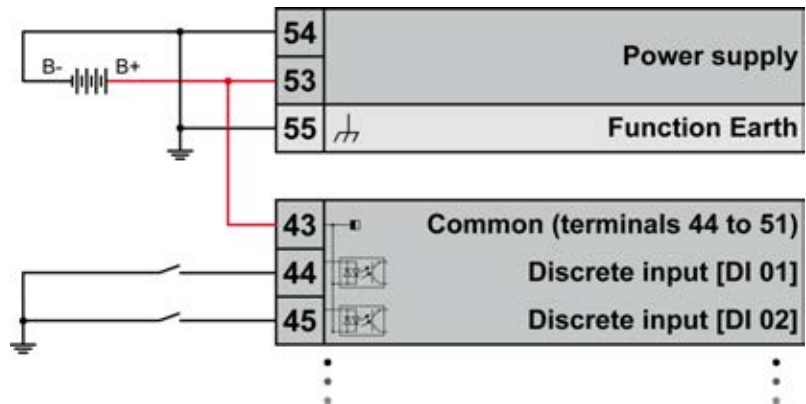 54
B- B+
53 Power supply
55 Function Earth
43 Common (terminals 44 to 51)
44 Discrete input [DI 01]
45 Discrete input [DI 02]